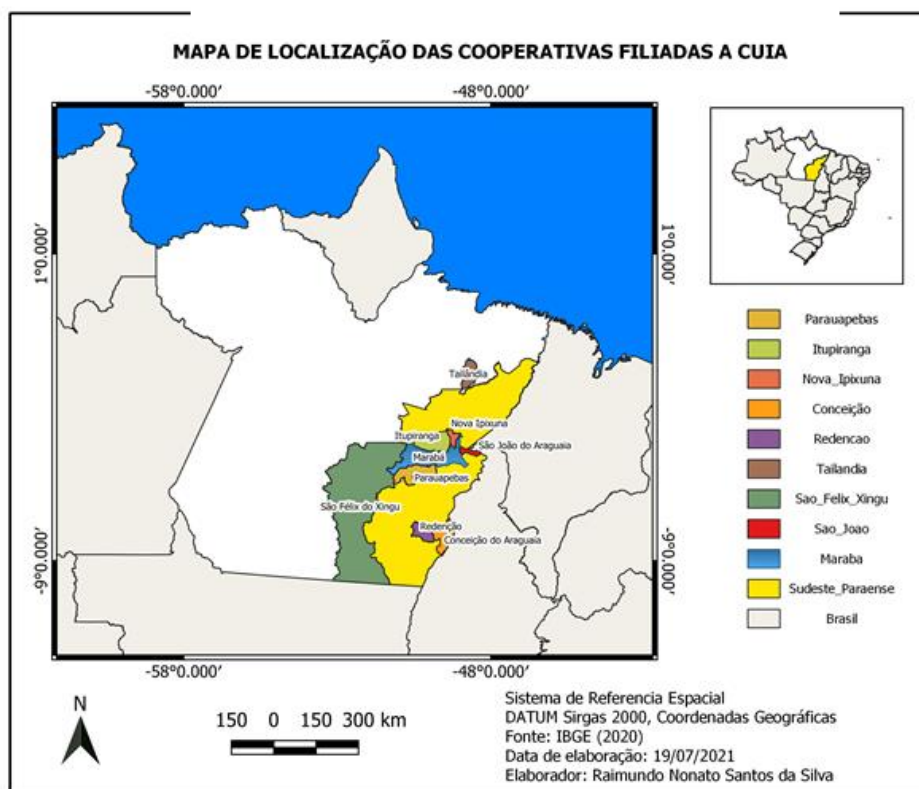 MAPA DE LOCALIZAÇÃO DAS COOPERATIVAS FILIADAS A CUIA
-58°0.000' -48°0.000'
1°0.000' 1°0.000'
Tailândia
Nova Ipixuna
Itupiranga
São João do Araguaia
Marabá
Parauapebas
São Félix do Xingu
Redenção
Conceição do Araguaia
-9°0.000' -9°0.000'
-58°0.000' -48°0.000'
Parauapebas
Itupiranga
Nova_Ipixuna
Conceição
Redencao
Tailandia
Sao_Felix_Xingu
Sao_Joao
Maraba
Sudeste_Paraense
Brasil
N
150 0 150 300 km
Sistema de Referencia Espacial
DATUM Sirgas 2000, Coordenadas Geográficas
Fonte: IBGE (2020)
Data de elaboração: 19/07/2021
Elaborador: Raimundo Nonato Santos da Silva